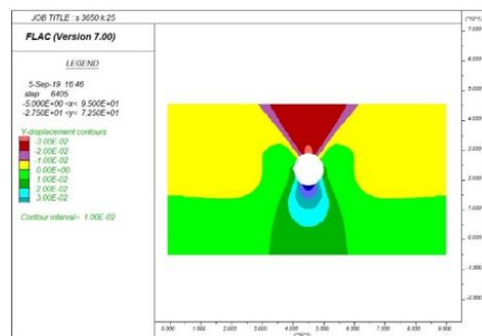 JOB TITLE : s 3650 k.25
FLAC (Version 7.00)
LEGEND
5-Sep-19 16:46
step 6405
-5.000E+00 <x< 9.500E+01
-2.750E+01 <y< 7.250E+01
Y-displacement contours
-3.00E-02
-2.00E-02
-1.00E-02
0.00E+00
1.00E-02
2.00E-02
3.00E-02
Contour interval= 1.00E-02
(*10^1)
7.000
6.000
5.000
4.000
3.000
2.000
1.000
0.000
-1.000
-2.000
0.000 1.000 2.000 3.000 4.000 5.000 6.000 7.000 8.000 9.000
(*10^1)